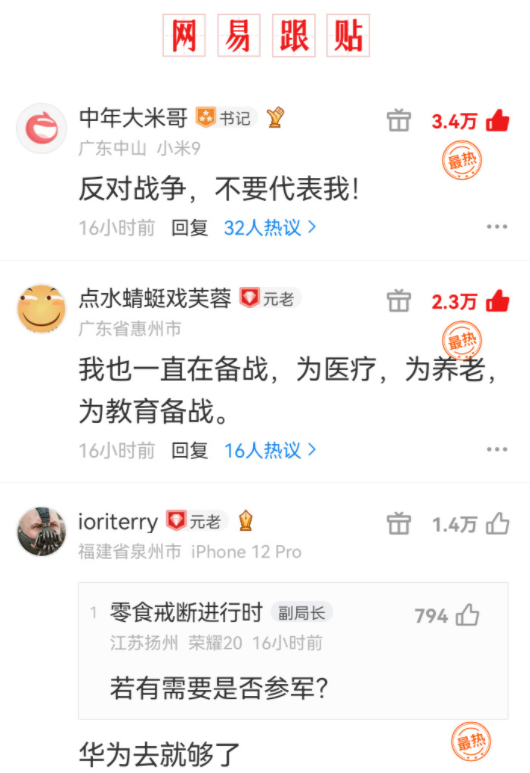 网易跟贴
中年大米哥 书记 3.4万
广东中山 小米9
最热
反对战争，不要代表我！
16小时前 回复 32人热议
点水蜻蜓戏芙蓉 元老 2.3万
广东省惠州市
最热
我也一直在备战，为医疗，为养老，
为教育备战。
16小时前 回复 16人热议
ioriterry 元老 1.4万
福建省泉州市 iPhone 12 Pro
1 零食戒断进行时 副局长 794
江苏扬州 荣耀20 16小时前
若有需要是否参军？
最热
华为去就够了